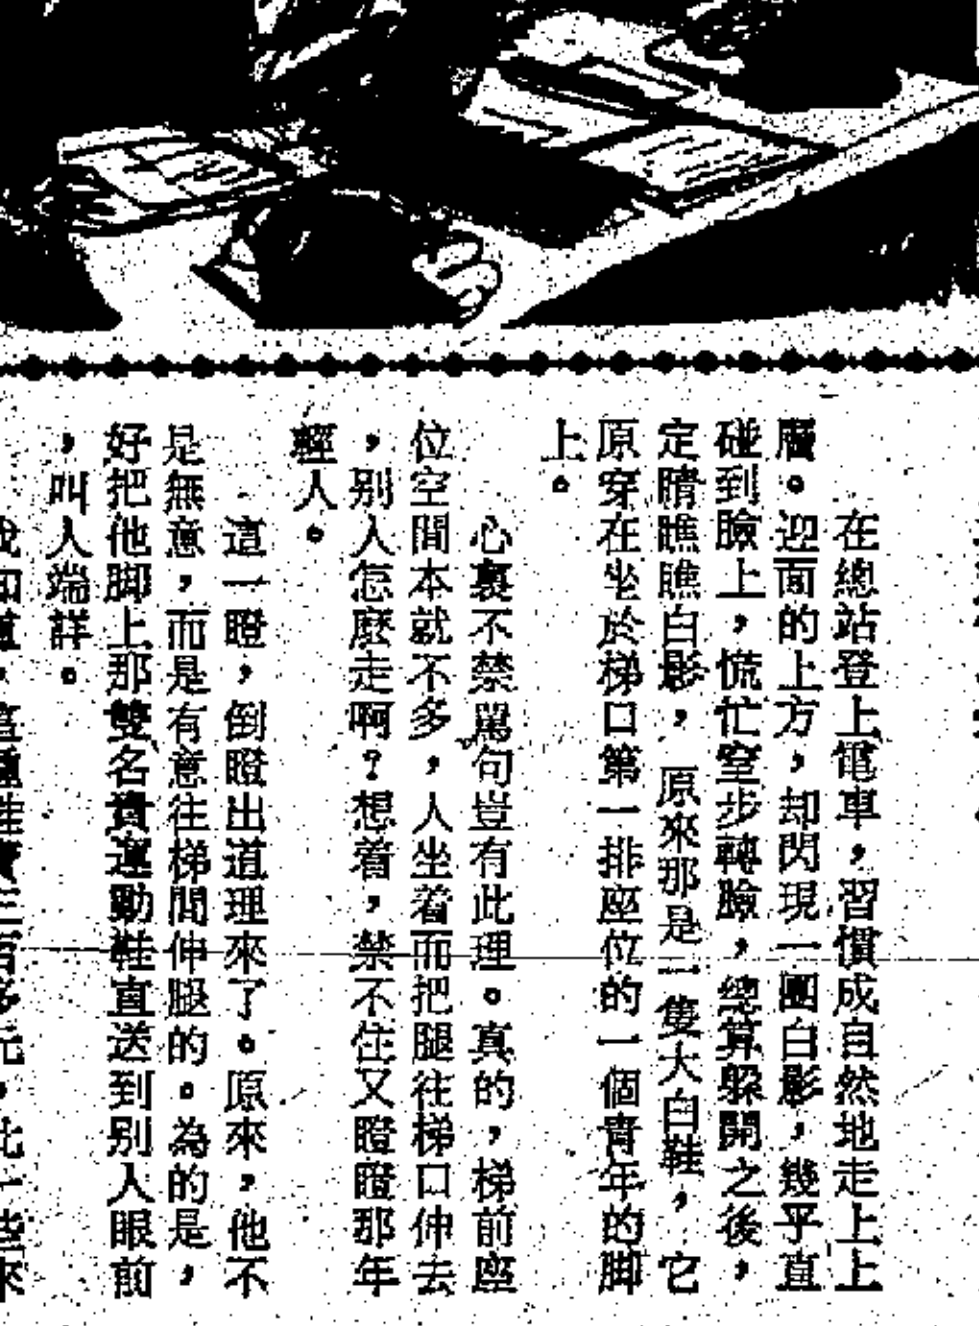 在總站登上電車，習慣成自然地走上上
層。迎面的上方，却閃現一團白影，幾乎直
碰到臉上，慌忙窒步轉臉，總算躲開之後，
定睛瞧瞧白影，原來那是一隻大白鞋，它
原穿在坐於梯口第一排座位的一個青年的脚
上。
心裏不禁駡句豈有此理。真的，梯前座
位空間本就不多，人坐着而把腿往梯口伸去
，别人怎麽走啊？想着，禁不住又瞪瞪那年
輕人。
這一瞪，倒瞪出道理來了。原來，他不
是無意，而是有意往梯間伸腿的。為的是，
好把他脚上那雙名貴運動鞋直送到别人眼前
，叫人端詳。